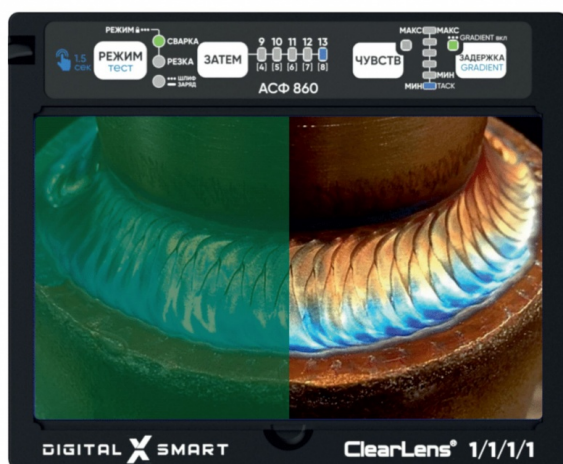 РЕЖИМ
1.5 сек
РЕЖИМ
тест
СВАРКА
РЕЗКА
ШЛИФ
ЗАРЯД
ЗАТЕМ
9 10 11 12 13
[4] [5] [6] [7] [8]
АСФ 860
ЧУВСТВ
МАКС
МИН
МАКС
МИН
TACK
GRADIENT вкл
ЗАДЕРЖКА
GRADIENT
DIGITAL X SMART
ClearLens® 1/1/1/1